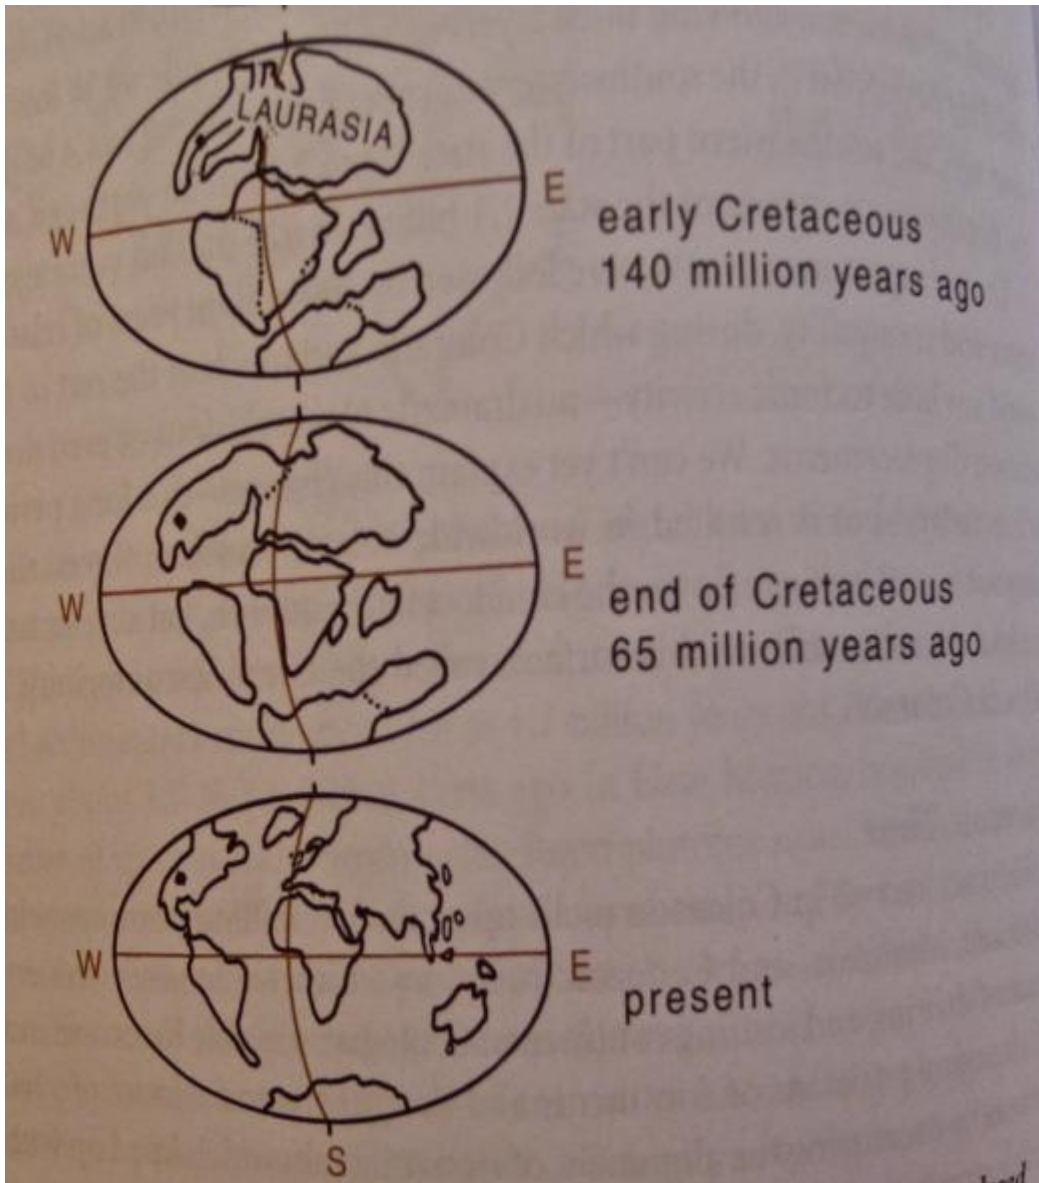 LAURASIA
E
W
early Cretaceous
140 million years ago
E
W
end of Cretaceous
65 million years ago
W
E
present
S